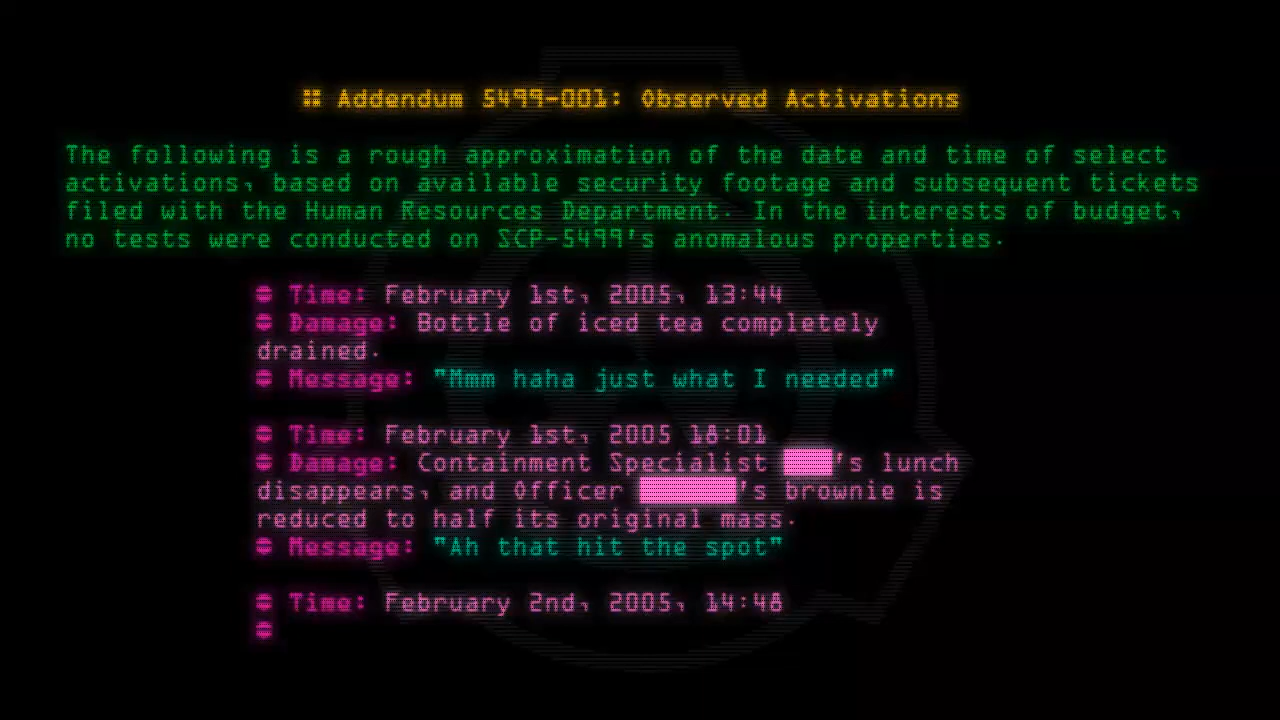 :: Addendum 5499-001: Observed Activations
The following is a rough approximation of the date and time of select
activations, based on available security footage and subsequent tickets
filed with the Human Resources Department. In the interests of budget,
no tests were conducted on SCP-5499's anomalous properties.
Time: February 1st, 2005, 13:44
Damage: Bottle of iced tea completely
drained.
Message: "Mmm haha just what I needed"
Time: February 1st, 2005 18:01
Damage: Containment Specialist ███'s lunch
disappears, and Officer ██████'s brownie is
reduced to half its original mass.
Message: "Ah that hit the spot"
Time: February 2nd, 2005, 14:48